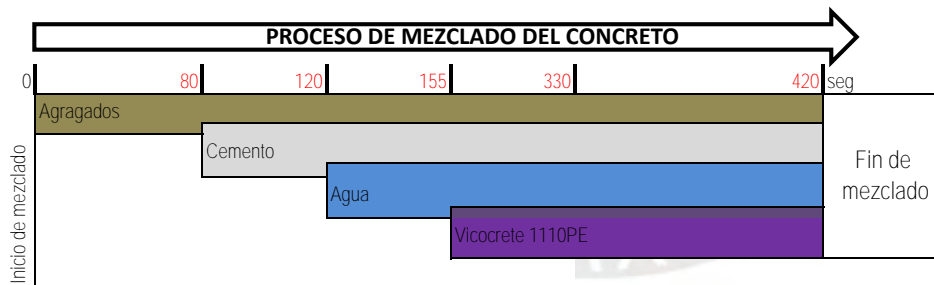 PROCESO DE MEZCLADO DEL CONCRETO
0 80 120 155 330 420 seg
Agragados
Cemento
Agua
Vicocrete 1110PE
Inicio de mezclado
Fin de
mezclado